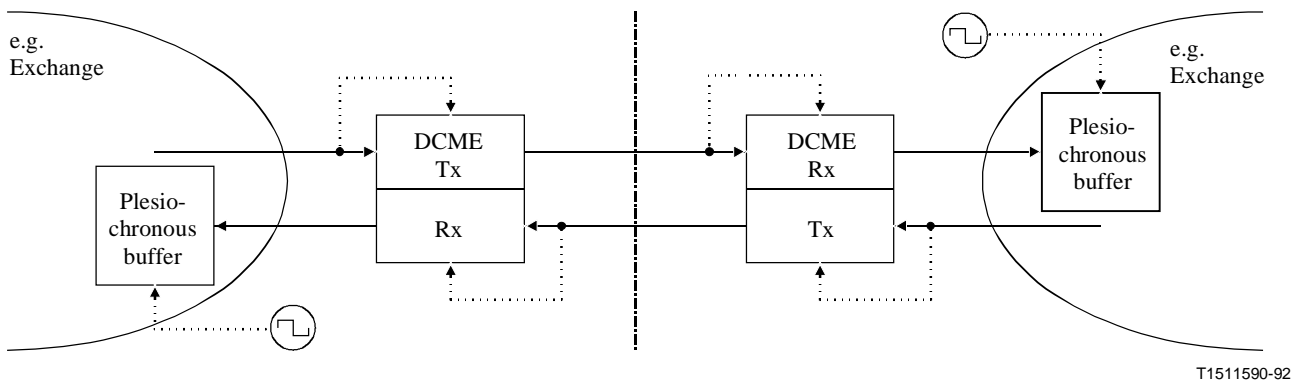 e.g.
Exchange
e.g.
Exchange
DCME
Tx
DCME
Rx
Plesio-
chronous
buffer
Plesio-
chronous
buffer
Rx
Tx
T1511590-92